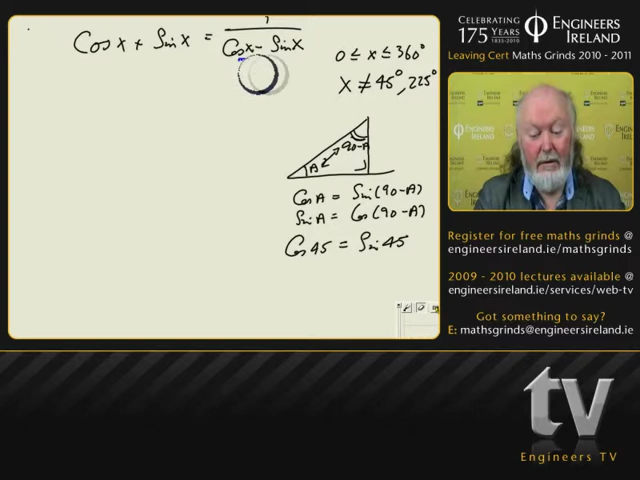 Cos x + Sin x = 1 / (Cos x - Sin x)
0 ≤ x ≤ 360°
x ≠ 45°, 225°
A
90-A
Cos A = Sin(90-A)
Sin A = Cos(90-A)
Cos 45 = Sin 45
CELEBRATING
175 YEARS
1835-2010
ENGINEERS
IRELAND
Leaving Cert Maths Grinds 2010 - 2011
Register for free maths grinds @
engineersireland.ie/mathsgrinds
2009 - 2010 lectures available @
engineersireland.ie/services/web-tv
Got something to say?
E: mathsgrinds@engineersireland.ie
tv
Engineers TV